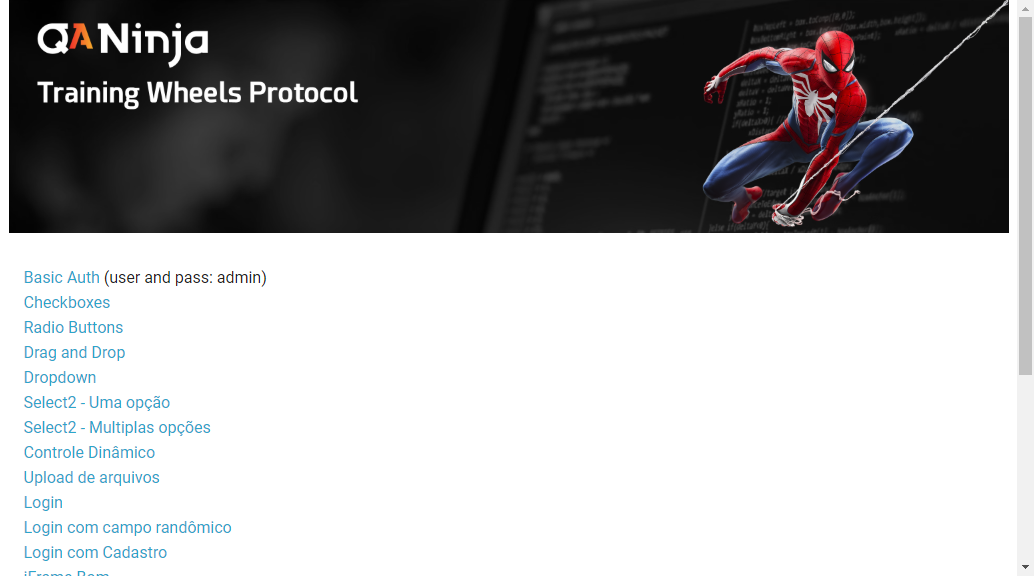 QANinja
Training Wheels Protocol
Basic Auth (user and pass: admin)
Checkboxes
Radio Buttons
Drag and Drop
Dropdown
Select2 - Uma opção
Select2 - Multiplas opções
Controle Dinâmico
Upload de arquivos
Login
Login com campo randômico
Login com Cadastro